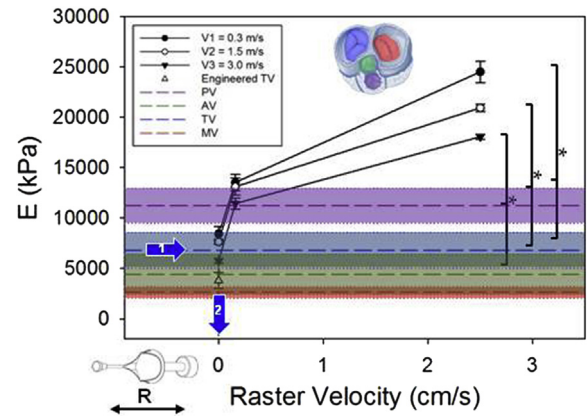 V1 = 0.3 m/s
V2 = 1.5 m/s
V3 = 3.0 m/s
Engineered TV
PV
AV
TV
MV
E (kPa)
30000
25000
20000
15000
10000
5000
0
*
*
*
1
2
0
1
2
3
R
Raster Velocity (cm/s)